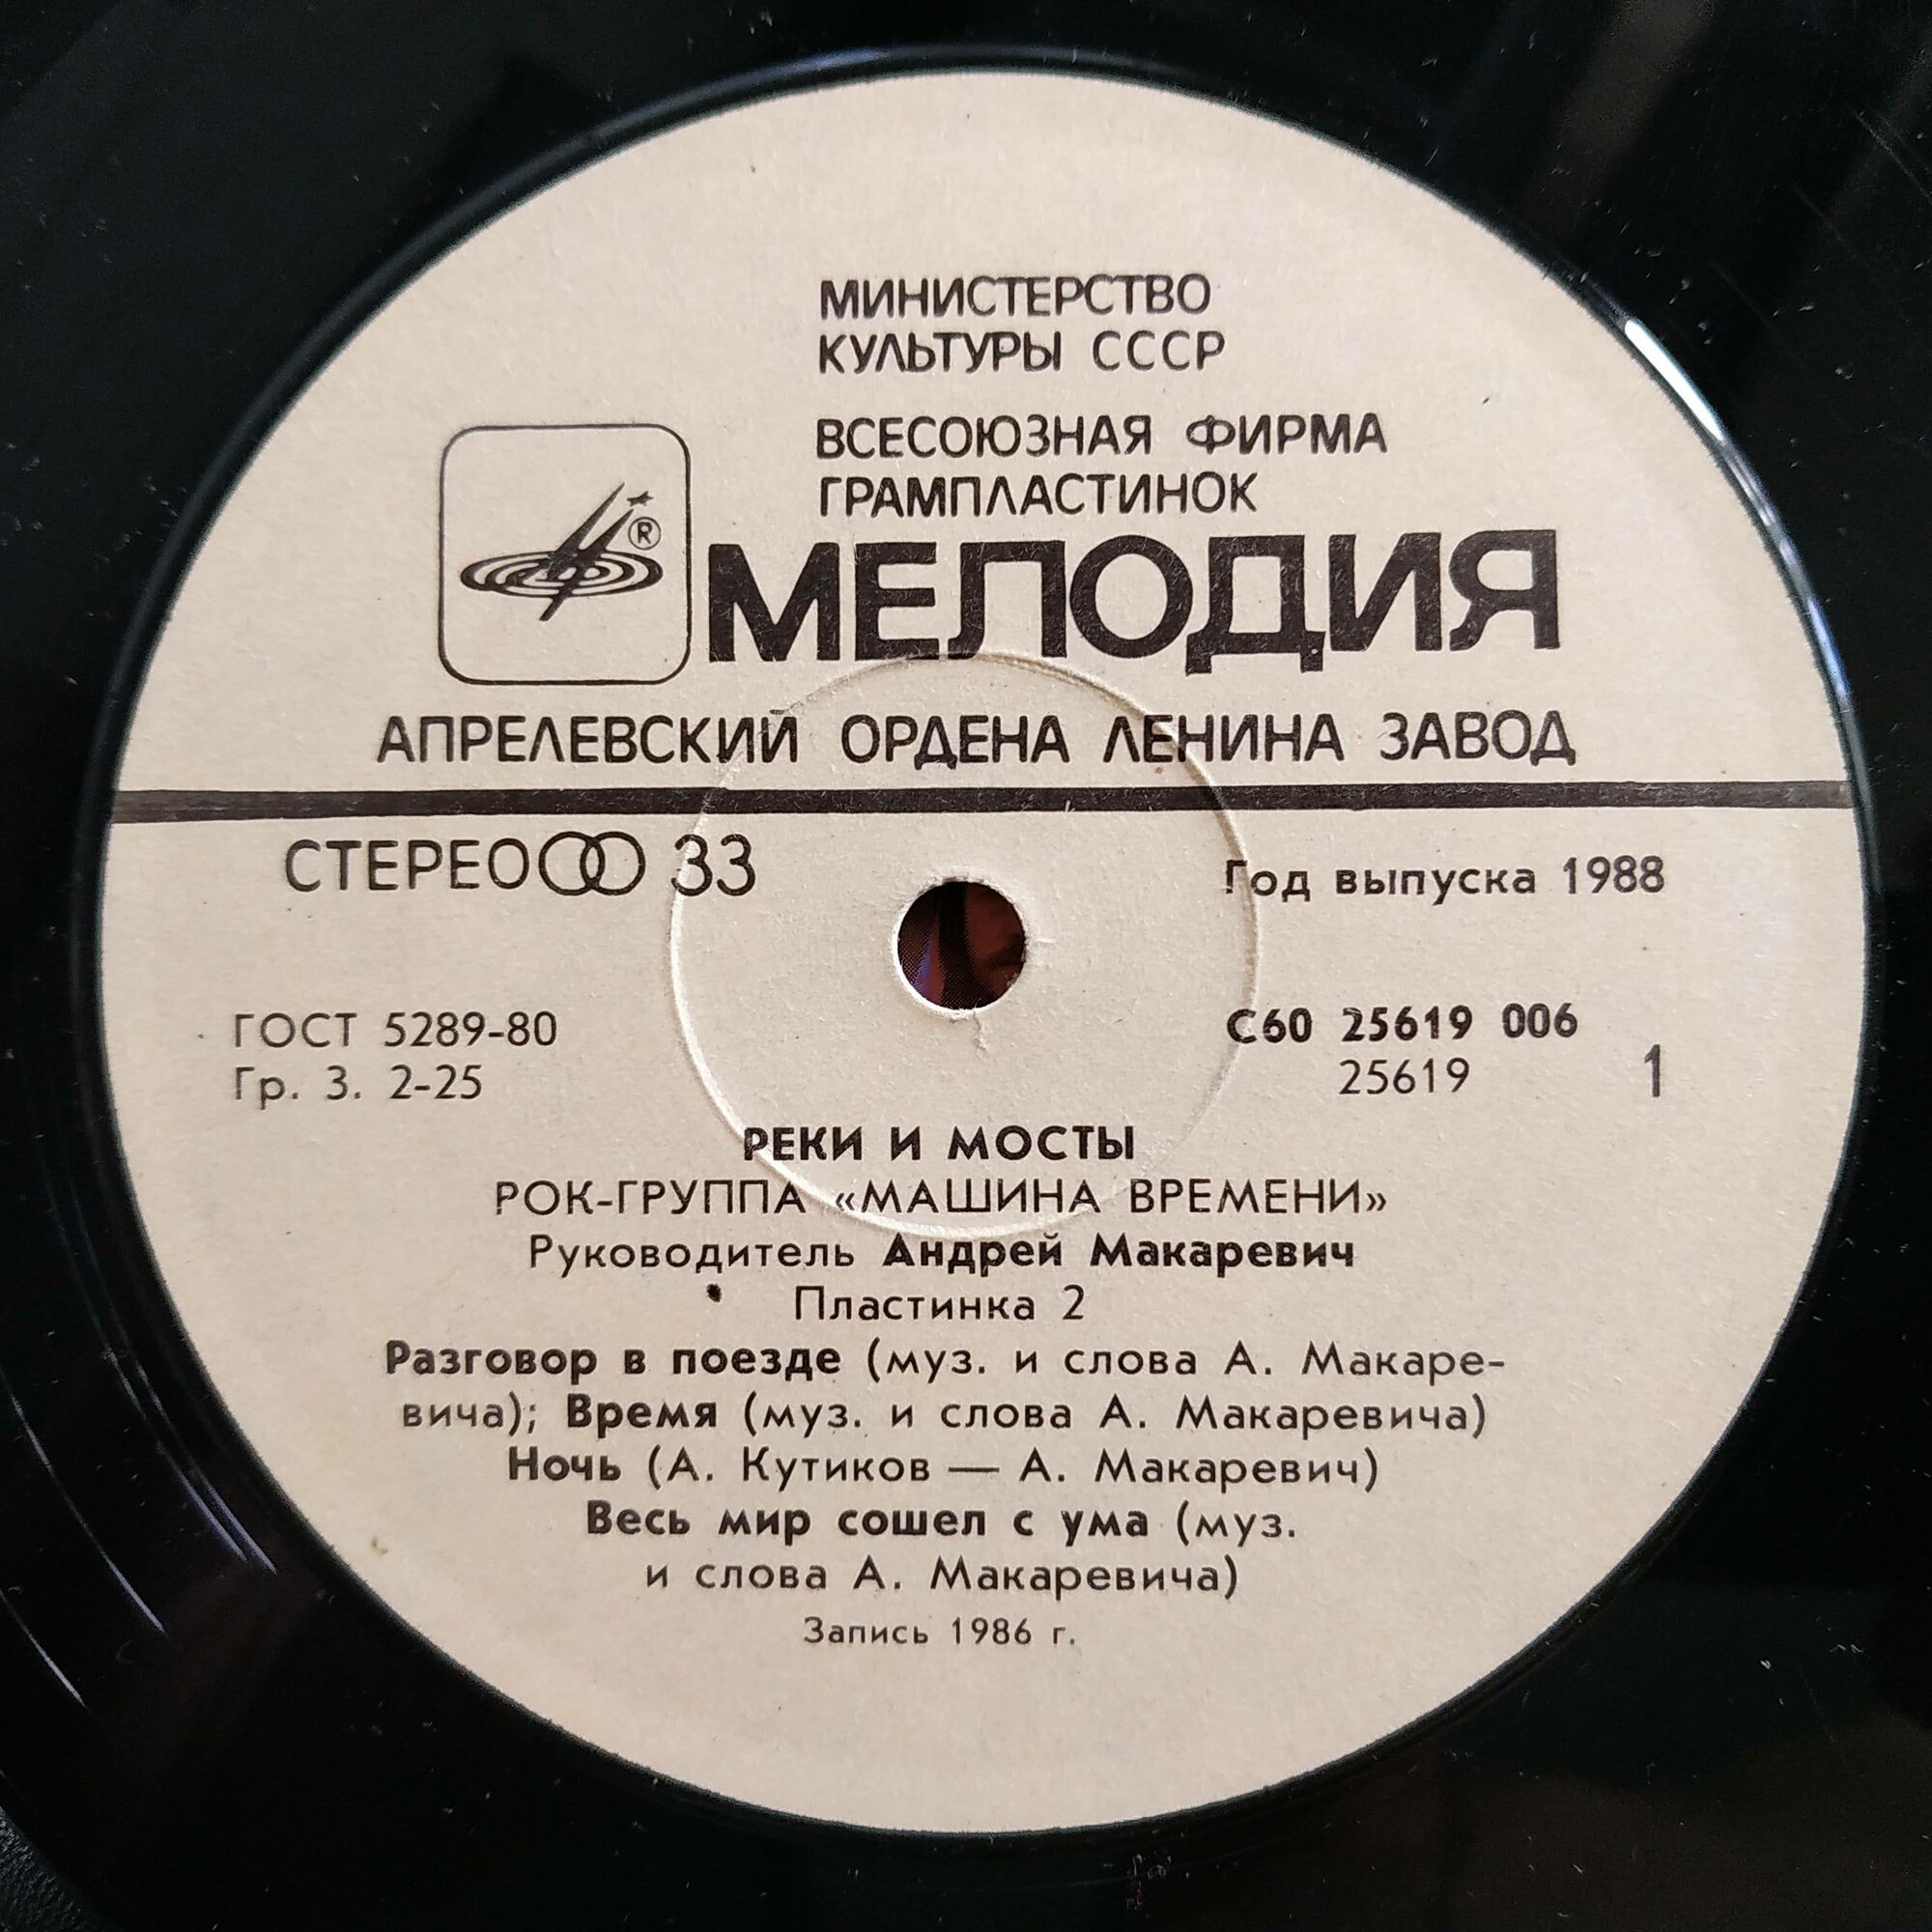 МИНИСТЕРСТВО
КУЛЬТУРЫ СССР
ВСЕСОЮЗНАЯ ФИРМА
ГРАМПЛАСТИНОК
®
МЕЛОДИЯ
АПРЕЛЕВСКИЙ ОРДЕНА ЛЕНИНА ЗАВОД
СТЕРЕО 33
Год выпуска 1988
ГОСТ 5289-80
Гр. 3. 2-25
С60 25619 006
25619 1
РЕКИ И МОСТЫ
РОК-ГРУППА «МАШИНА ВРЕМЕНИ»
Руководитель Андрей Макаревич
Пластинка 2
Разговор в поезде (муз. и слова А. Макаре-
вича); Время (муз. и слова А. Макаревича)
Ночь (А. Кутиков — А. Макаревич)
Весь мир сошел с ума (муз.
и слова А. Макаревича)
Запись 1986 г.